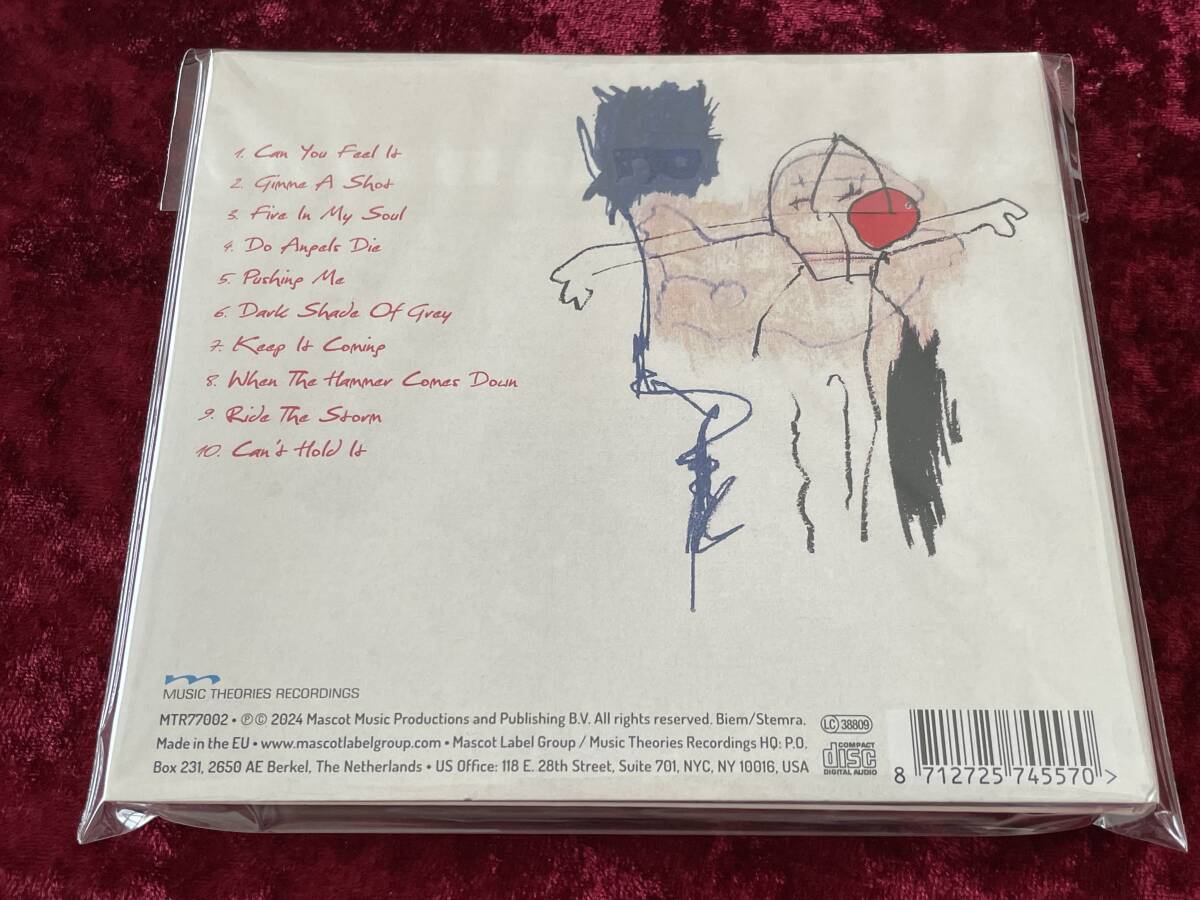 1. Can You Feel It
2. Gimme A Shot
3. Fire In My Soul
4. Do Angels Die
5. Pushing Me
6. Dark Shade Of Grey
7. Keep It Coming
8. When The Hammer Comes Down
9. Ride The Storm
10. Can't Hold It
MUSIC THEORIES RECORDINGS
MTR77002 • ℗© 2024 Mascot Music Productions and Publishing B.V. All rights reserved. Biem/Stemra.
Made in the EU • www.mascotlabelgroup.com • Mascot Label Group / Music Theories Recordings HQ: P.O.
Box 231, 2650 AE Berkel, The Netherlands • US Office: 118 E. 28th Street, Suite 701, NYC, NY 10016, USA
LC 38809
COMPACT
disc
DIGITAL AUDIO
8 712725 745570 >